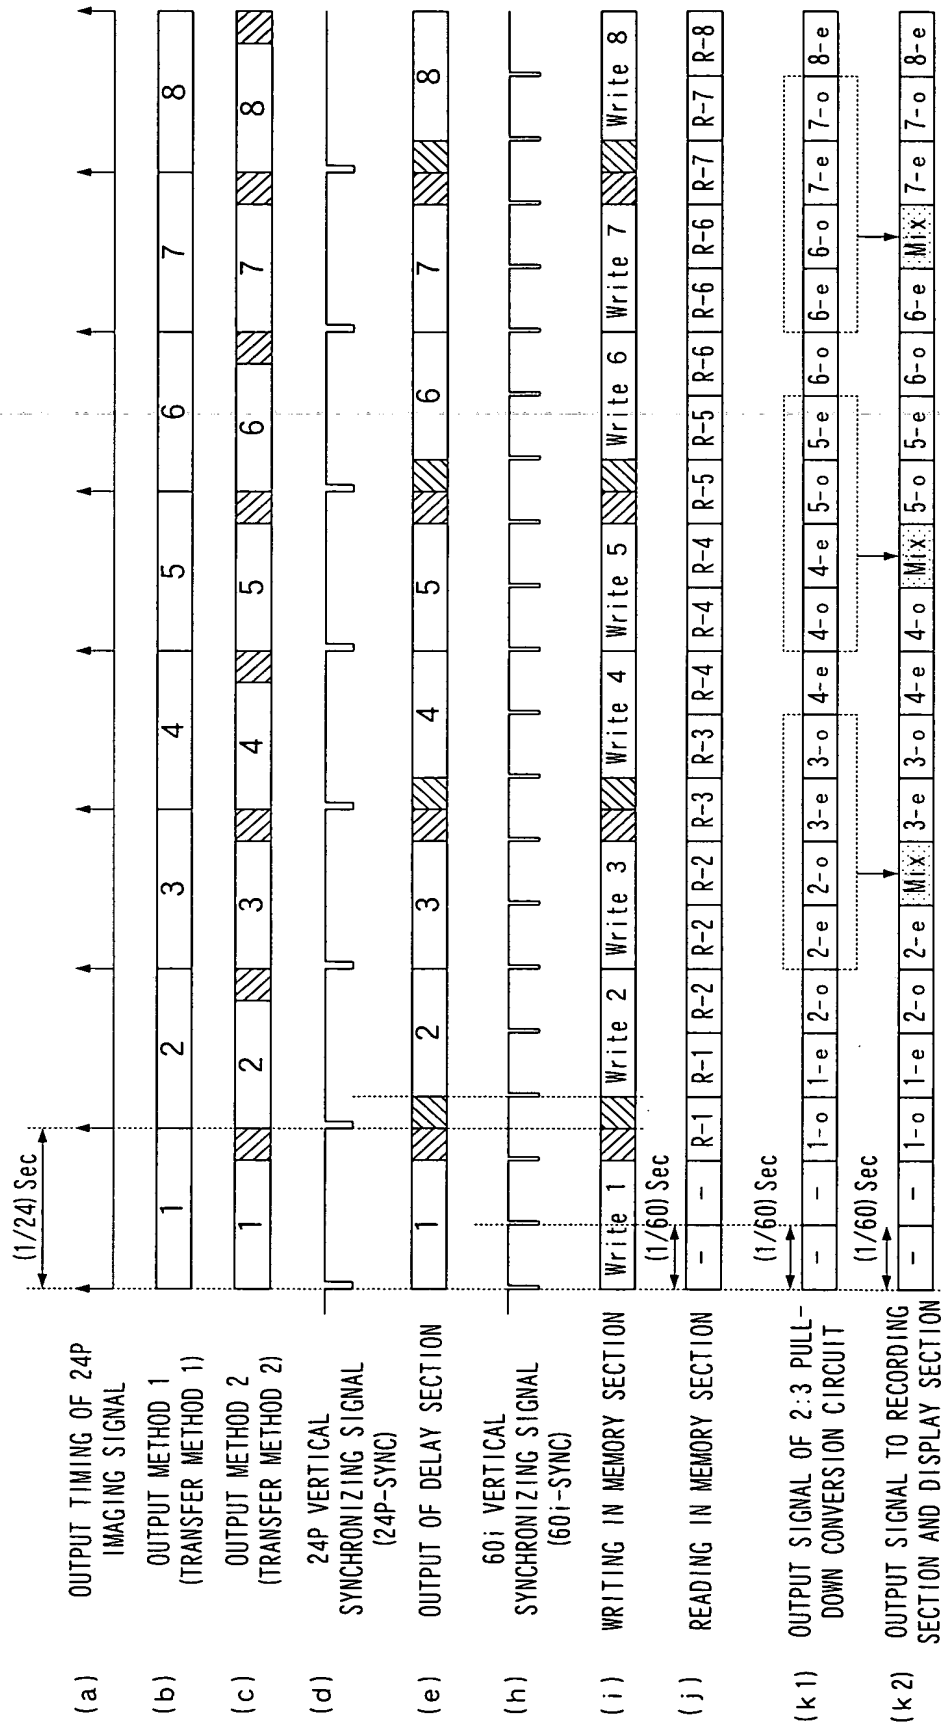 (1/24) Sec
(a) OUTPUT TIMING OF 24P
IMAGING SIGNAL
(b) OUTPUT METHOD 1
(TRANSFER METHOD 1)
1 2 3 4 5 6 7 8
(c) OUTPUT METHOD 2
(TRANSFER METHOD 2)
1 2 3 4 5 6 7 8
(d) 24P VERTICAL
SYNCHRONIZING SIGNAL
(24P-SYNC)
(e) OUTPUT OF DELAY SECTION
1 2 3 4 5 6 7 8
(h) 60i VERTICAL
SYNCHRONIZING SIGNAL
(60i-SYNC)
(i) WRITING IN MEMORY SECTION
Write 1 Write 2 Write 3 Write 4 Write 5 Write 6 Write 7 Write 8
(1/60) Sec
(j) READING IN MEMORY SECTION
- - R-1 R-1 R-2 R-2 R-2 R-3 R-3 R-4 R-4 R-4 R-5 R-5 R-6 R-6 R-6 R-7 R-7 R-8
(1/60) Sec
(k1) OUTPUT SIGNAL OF 2:3 PULL-
DOWN CONVERSION CIRCUIT
- - 1-o 1-e 2-o 2-e 2-o 3-e 3-o 4-e 4-o 4-e 5-o 5-e 6-o 6-e 6-o 7-e 7-o 8-e
(1/60) Sec
(k2) OUTPUT SIGNAL TO RECORDING
SECTION AND DISPLAY SECTION
- - 1-o 1-e 2-o 2-e Mix 3-e 3-o 4-e 4-o Mix 5-o 5-e 6-o 6-e Mix 7-e 7-o 8-e